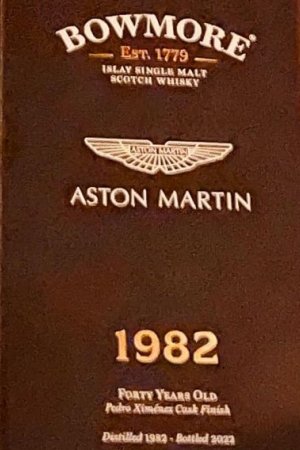 BOWMORE®
EST. 1779
ISLAY SINGLE MALT
SCOTCH WHISKY
ASTON MARTIN
ASTON MARTIN
1982
FORTY YEARS OLD
Pedro Ximénez Cask Finish
Distilled 1982 - Bottled 2022